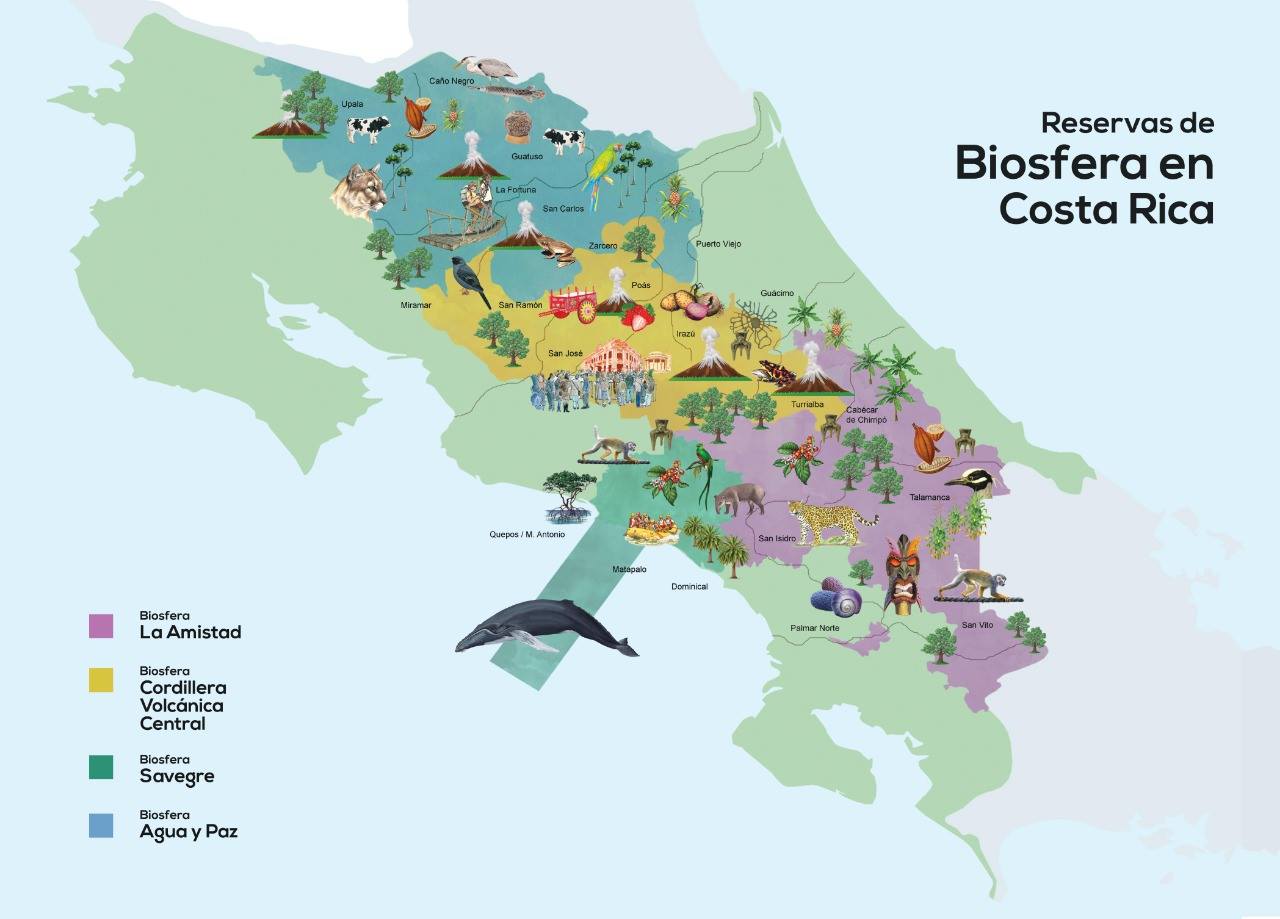 Reservas de
Biosfera en
Costa Rica
Caño Negro
Upala
Guatuso
La Fortuna
San Carlos
Zarcero
Puerto Viejo
Poás
Guácimo
Miramar
San Ramón
Irazú
San José
Turrialba
Cabécar
de Chimpó
Talamanca
Quepos / M. Antonio
San Isidro
Matapalo
Dominical
Palmar Norte
San Vito
Biosfera
La Amistad
Biosfera
Cordillera
Volcánica
Central
Biosfera
Savegre
Biosfera
Agua y Paz